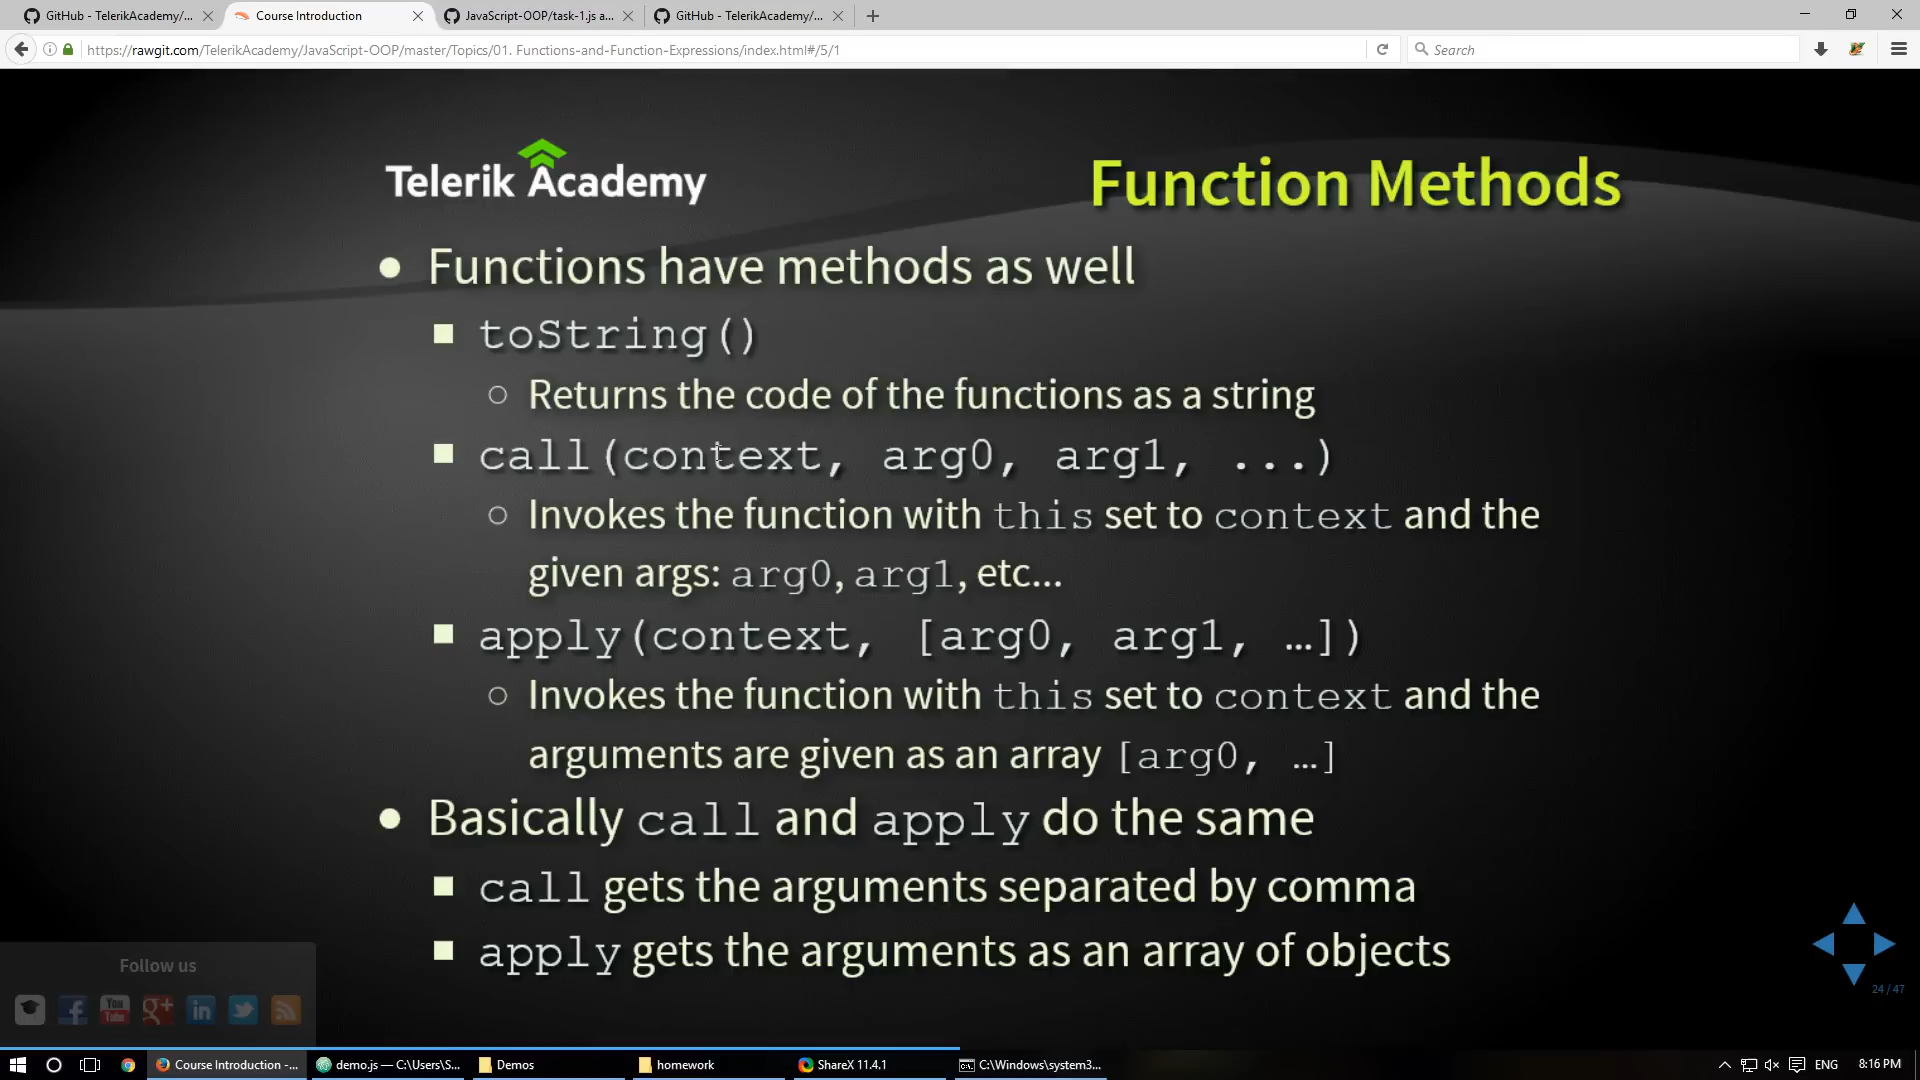 GitHub - TelerikAcademy/...
Course Introduction
JavaScript-OOP/task-1.js a...
GitHub - TelerikAcademy/...
https://rawgit.com/TelerikAcademy/JavaScript-OOP/master/Topics/01. Functions-and-Function-Expressions/index.html#/5/1
Search
Telerik Academy
Function Methods
Functions have methods as well
toString()
Returns the code of the functions as a string
call(context, arg0, arg1, ...)
Invokes the function with this set to context and the
given args: arg0, arg1, etc...
apply(context, [arg0, arg1, …])
Invokes the function with this set to context and the
arguments are given as an array [arg0, …]
Basically call and apply do the same
call gets the arguments separated by comma
apply gets the arguments as an array of objects
Follow us
You Tube
g+
in
24 / 47
Course Introduction -...
demo.js — C:\Users\S...
Demos
homework
ShareX 11.4.1
C:\Windows\system3...
ENG
8:16 PM